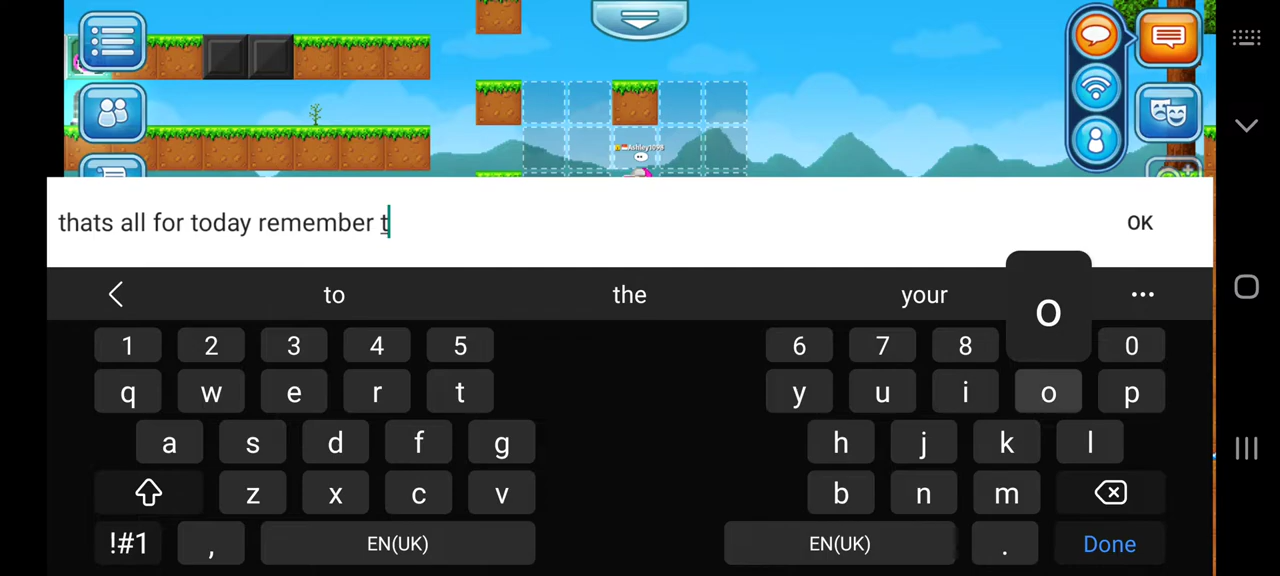 Ashley1098
thats all for today remember t
OK
to the your
o
1 2 3 4 5 6 7 8 0
q w e r t y u i o p
a s d f g h j k l
z x c v b n m
!#1 , EN(UK) EN(UK) . Done